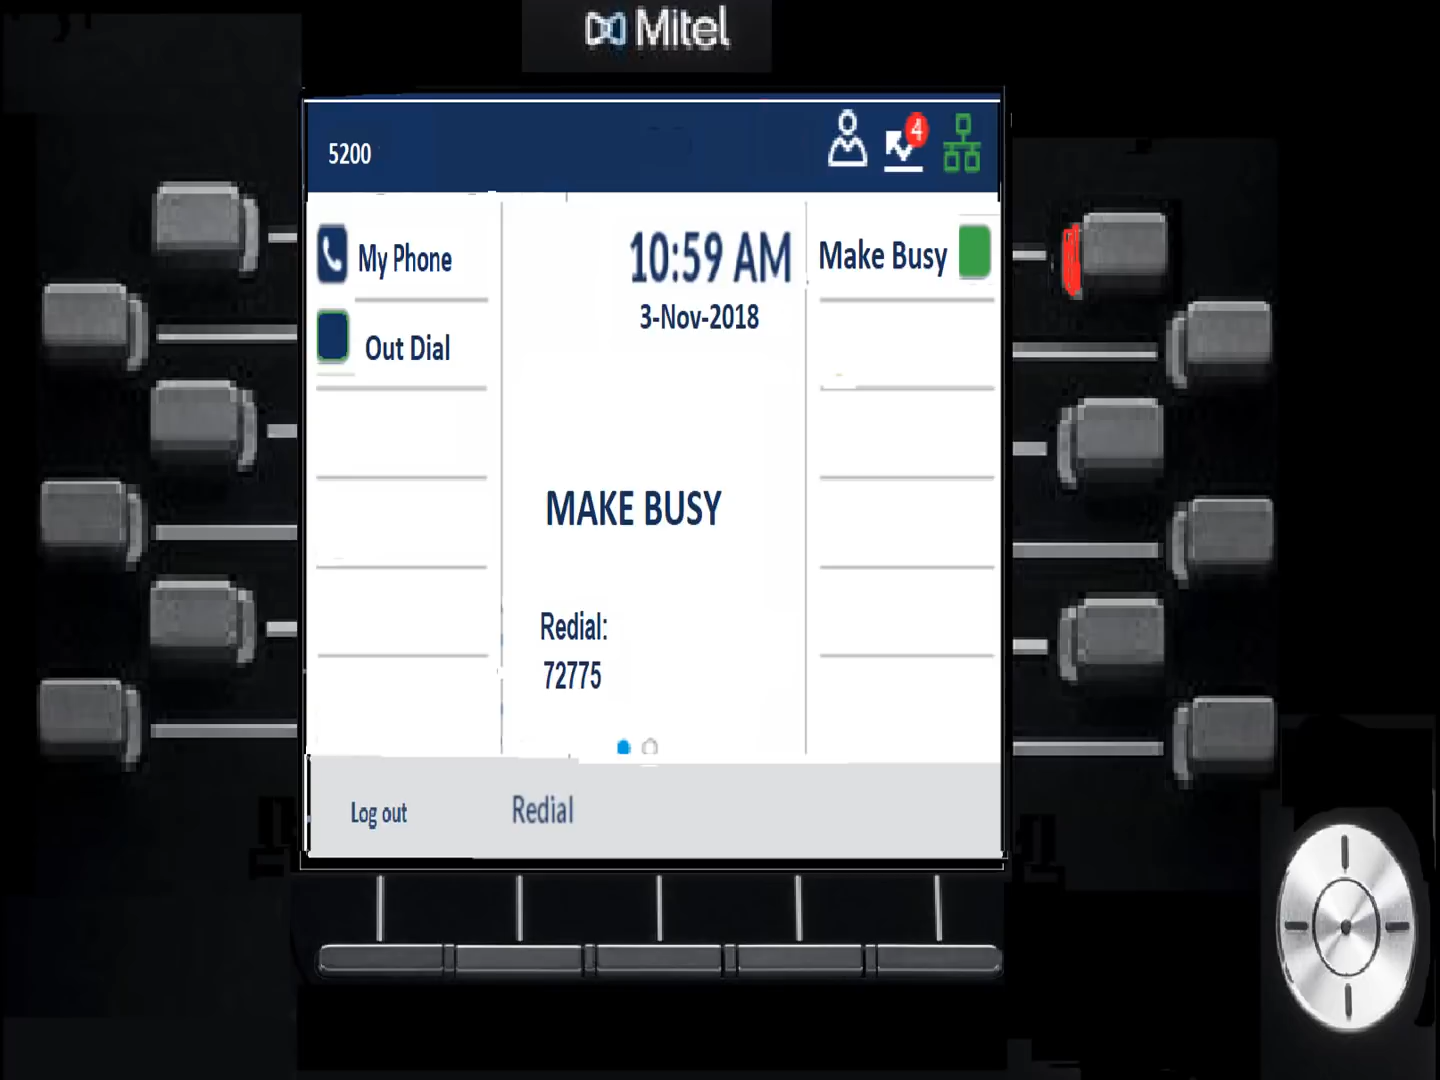 Mitel
5200
4
My Phone
10:59 AM
Make Busy
3-Nov-2018
Out Dial
MAKE BUSY
Redial:
72775
Log out
Redial